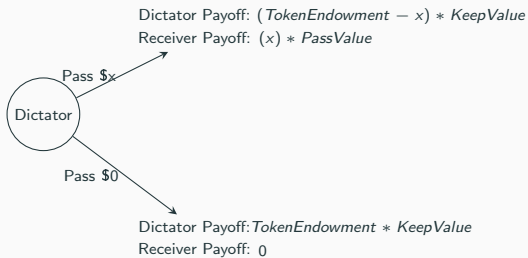 Dictator Payoff: (TokenEndowment − x) ∗ KeepValue
Receiver Payoff: (x) ∗ PassValue
Pass $x
Dictator
Pass $0
Dictator Payoff:TokenEndowment ∗ KeepValue
Receiver Payoff: 0